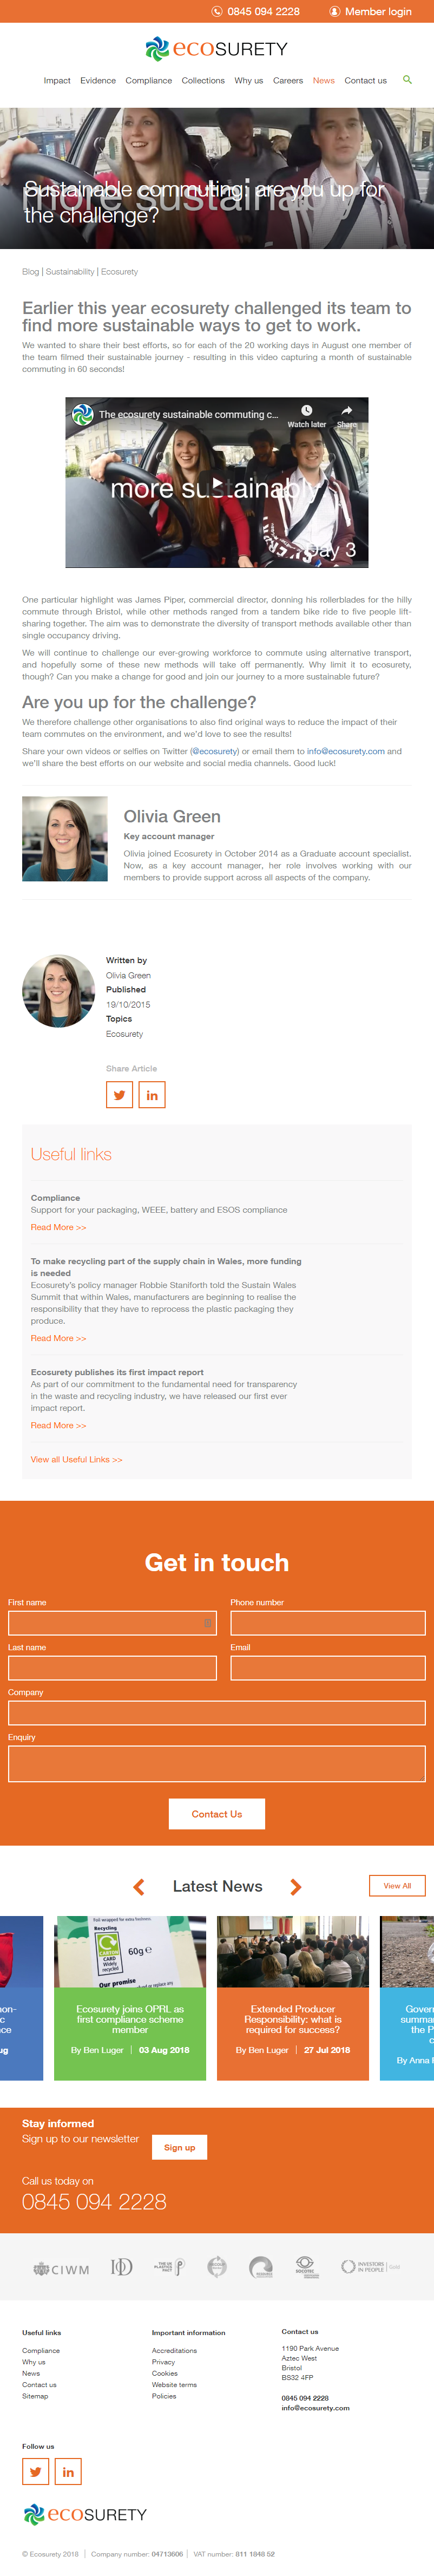 0845 094 2228 Member login
ecosurety
Impact Evidence Compliance Collections Why us Careers News Contact us
Sustainable commuting: are you up for
the challenge?
Blog | Sustainability | Ecosurety
Earlier this year ecosurety challenged its team to
find more sustainable ways to get to work.
We wanted to share their best efforts, so for each of the 20 working days in August one member of
the team filmed their sustainable journey - resulting in this video capturing a month of sustainable
commuting in 60 seconds!
The ecosurety sustainable commuting c...
Watch later Share
more sustainably
Day 3
One particular highlight was James Piper, commercial director, donning his rollerblades for the hilly
commute through Bristol, while other methods ranged from a tandem bike ride to five people lift-
sharing together. The aim was to demonstrate the diversity of transport methods available other than
single occupancy driving.
We will continue to challenge our ever-growing workforce to commute using alternative transport,
and hopefully some of these new methods will take off permanently. Why limit it to ecosurety,
though? Can you make a change for good and join our journey to a more sustainable future?
Are you up for the challenge?
We therefore challenge other organisations to also find original ways to reduce the impact of their
team commutes on the environment, and we'd love to see the results!
Share your own videos or selfies on Twitter (@ecosurety) or email them to info@ecosurety.com and
we'll share the best efforts on our website and social media channels. Good luck!
Olivia Green
Key account manager
Olivia joined Ecosurety in October 2014 as a Graduate account specialist.
Now, as a key account manager, her role involves working with our
members to provide support across all aspects of the company.
Written by
Olivia Green
Published
19/10/2015
Topics
Ecosurety
Share Article
Useful links
Compliance
Support for your packaging, WEEE, battery and ESOS compliance
Read More >>
To make recycling part of the supply chain in Wales, more funding
is needed
Ecosurety's policy manager Robbie Staniforth told the Sustain Wales
Summit that within Wales, manufacturers are beginning to realise the
responsibility that they have to reprocess the plastic packaging they
produce.
Read More >>
Ecosurety publishes its first impact report
As part of our commitment to the fundamental need for transparency
in the waste and recycling industry, we have released our first ever
impact report.
Read More >>
View all Useful Links >>
Get in touch
First name Phone number
Last name Email
Company
Enquiry
Contact Us
Latest News
View All
Recycling
CARTON
CARD
Widely
recycled
60g e
Our promise
Ecosurety joins OPRL as
first compliance scheme
member
By Ben Luger | 03 Aug 2018
Extended Producer
Responsibility: what is
required for success?
By Ben Luger | 27 Jul 2018
Stay informed
Sign up to our newsletter
Sign up
Call us today on
0845 094 2228
CIWM
IOD
INVESTORS
IN PEOPLE | Gold
Useful links
Compliance
Why us
News
Contact us
Sitemap
Important information
Accreditations
Privacy
Cookies
Website terms
Policies
Contact us
1190 Park Avenue
Aztec West
Bristol
BS32 4FP
0845 094 2228
info@ecosurety.com
Follow us
ecosurety
© Ecosurety 2018 | Company number: 04713606 | VAT number: 811 1848 52